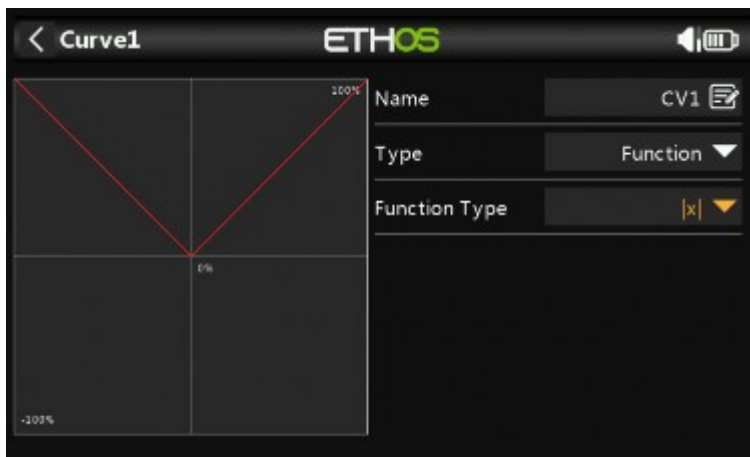 Curve1
ETHOS
100%
0%
-100%
Name
CV1
Type
Function
Function Type
|x|